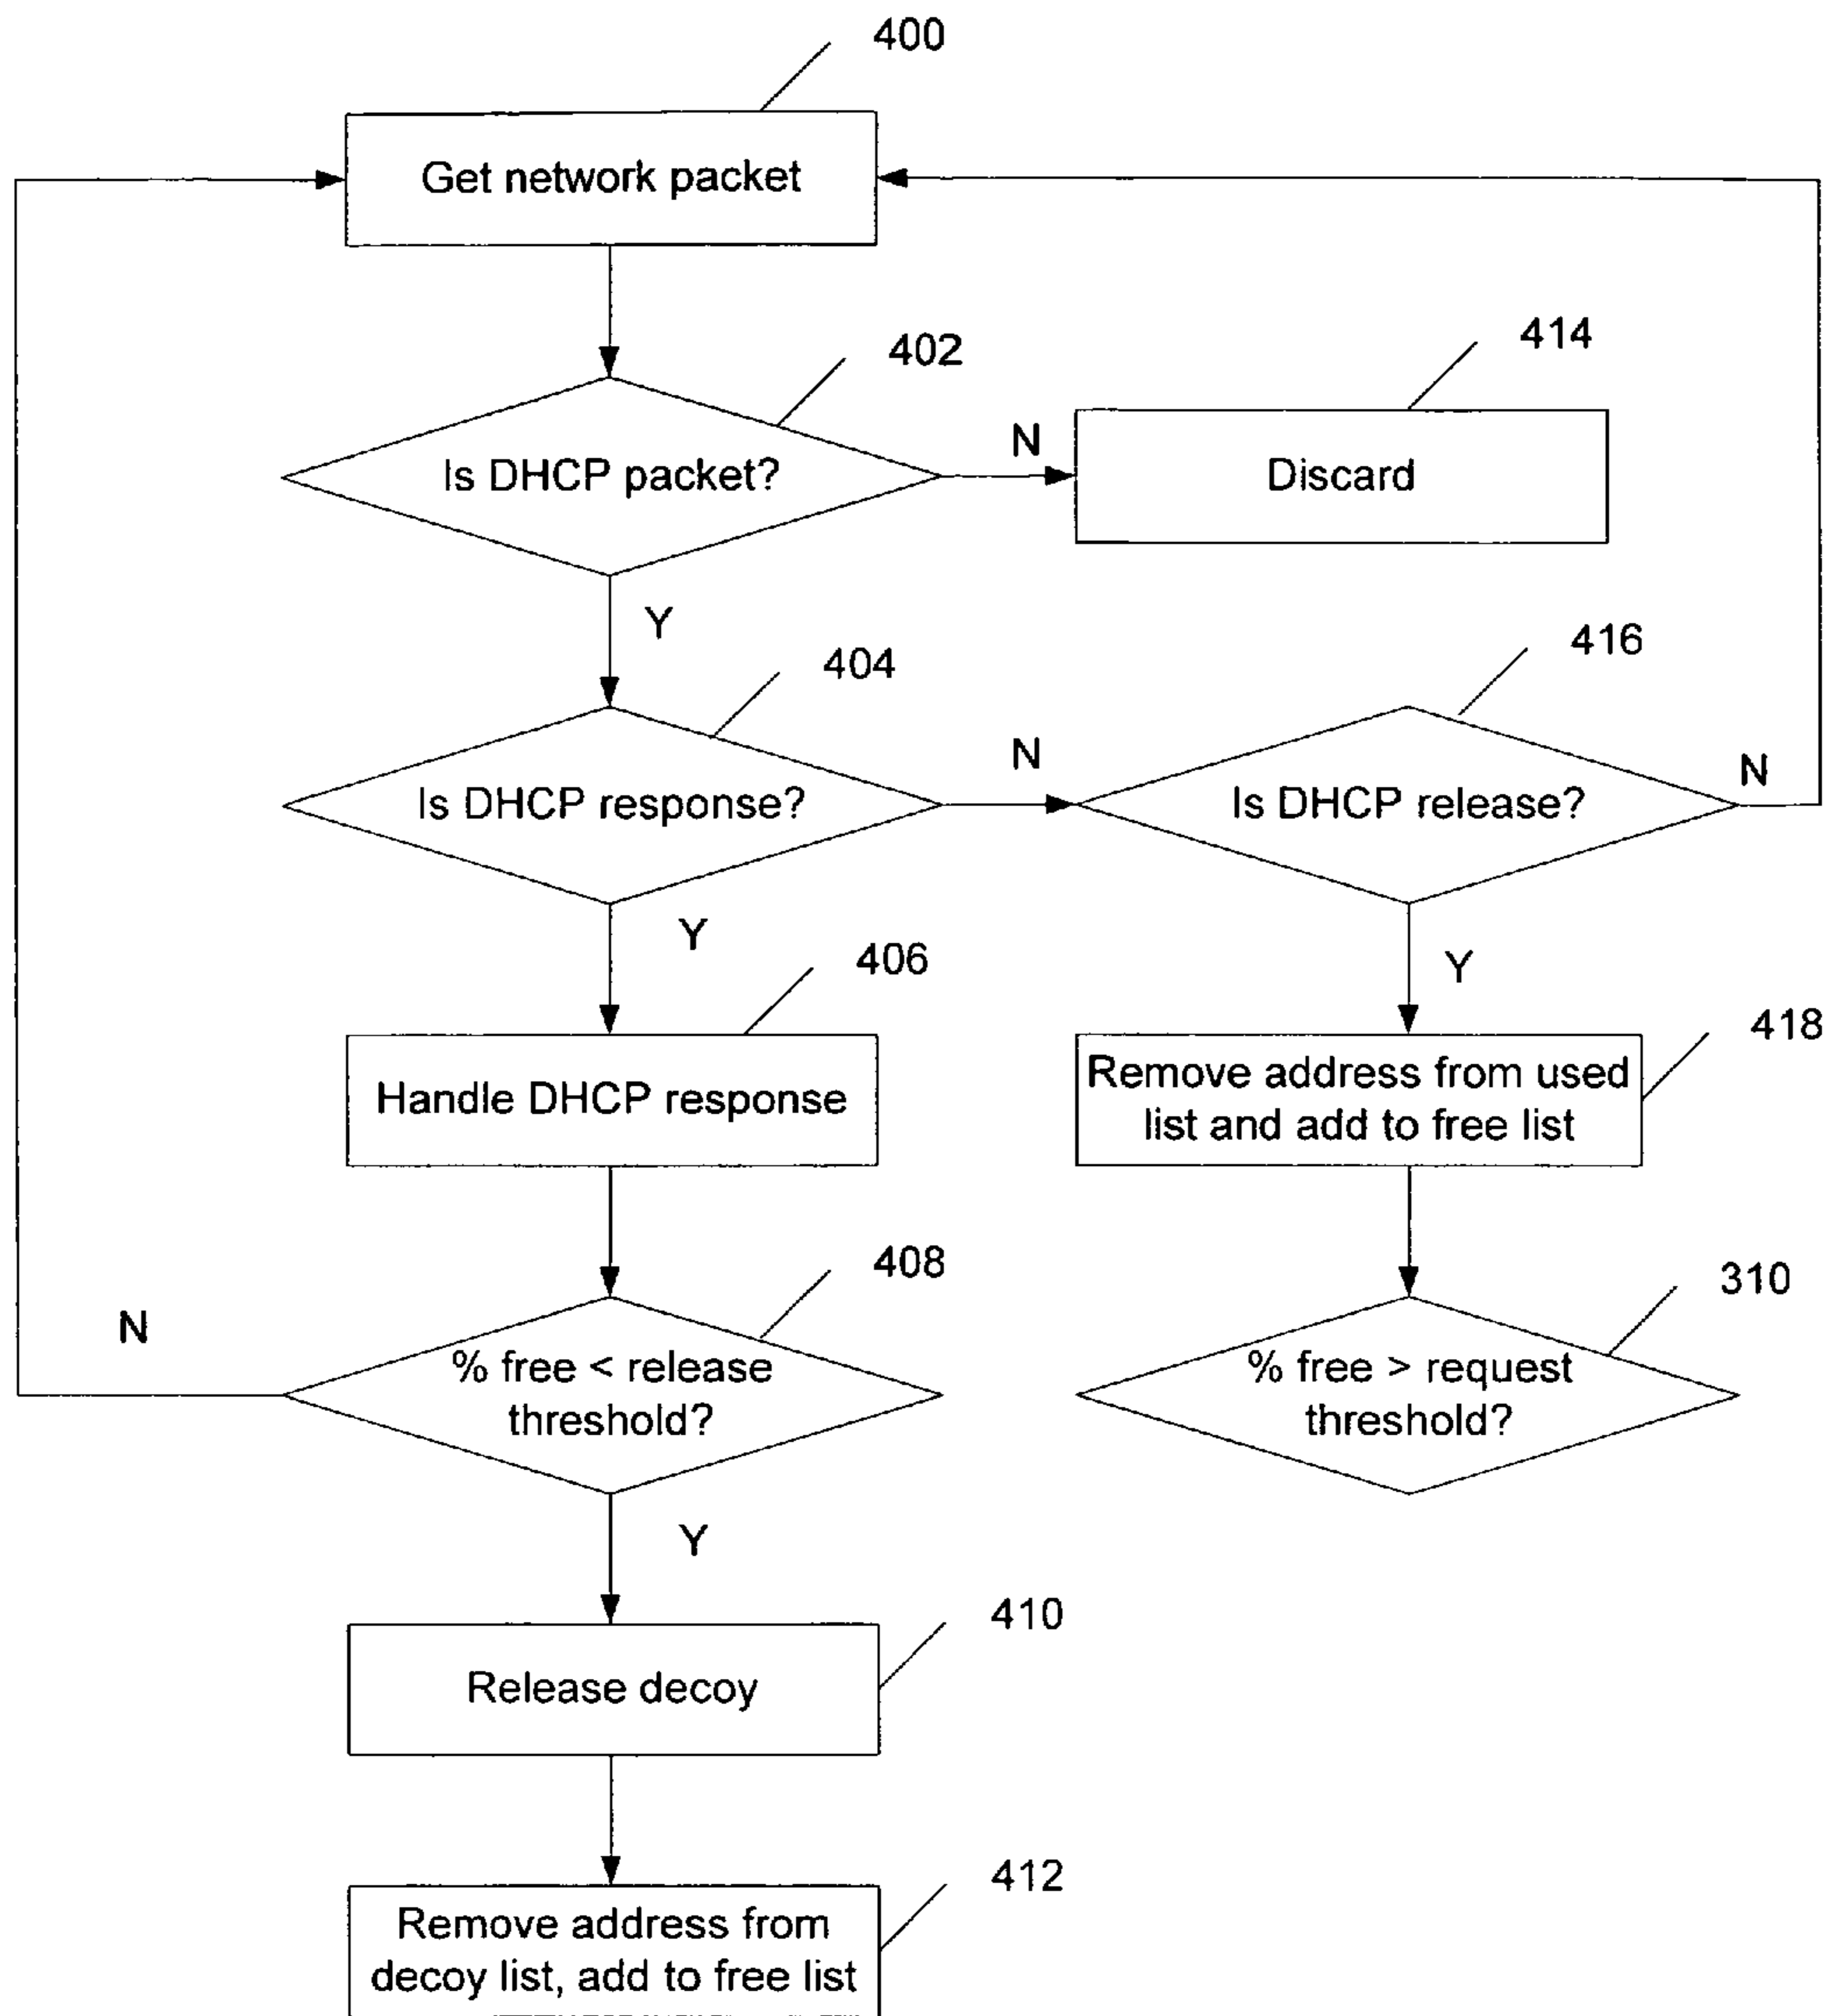 400
Get network packet
402
414
Is DHCP packet?
N
Discard
Y
404
416
Is DHCP response?
N
Is DHCP release?
N
Y
Y
406
418
Handle DHCP response
Remove address from used
list and add to free list
408
310
N
% free < release
threshold?
% free > request
threshold?
Y
410
Release decoy
412
Remove address from
decoy list, add to free list